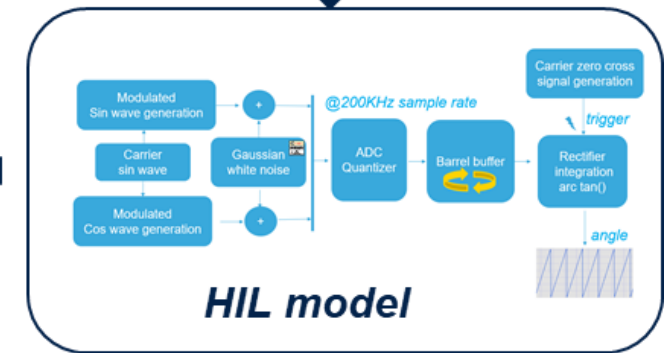 Modulated
Sin wave generation
+
@200KHz sample rate
Carrier zero cross
signal generation
trigger
Carrier
sin wave
Gaussian
white noise
ADC
Quantizer
Barrel buffer
Rectifier
integration
arc tan()
Modulated
Cos wave generation
+
angle
HIL model